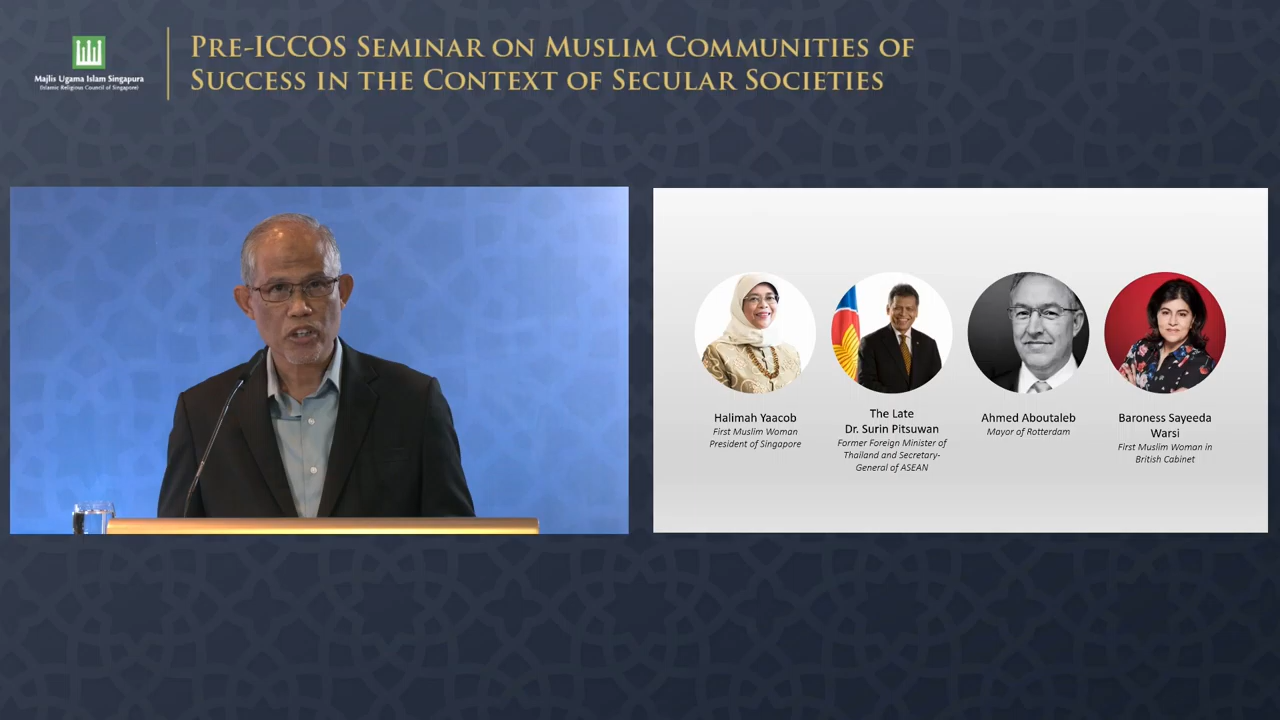 Majlis Ugama Islam Singapura
(Islamic Religious Council of Singapore)
PRE-ICCOS SEMINAR ON MUSLIM COMMUNITIES OF
SUCCESS IN THE CONTEXT OF SECULAR SOCIETIES
Halimah Yaacob
First Muslim Woman
President of Singapore
The Late
Dr. Surin Pitsuwan
Former Foreign Minister of
Thailand and Secretary-
General of ASEAN
Ahmed Aboutaleb
Mayor of Rotterdam
Baroness Sayeeda
Warsi
First Muslim Woman in
British Cabinet